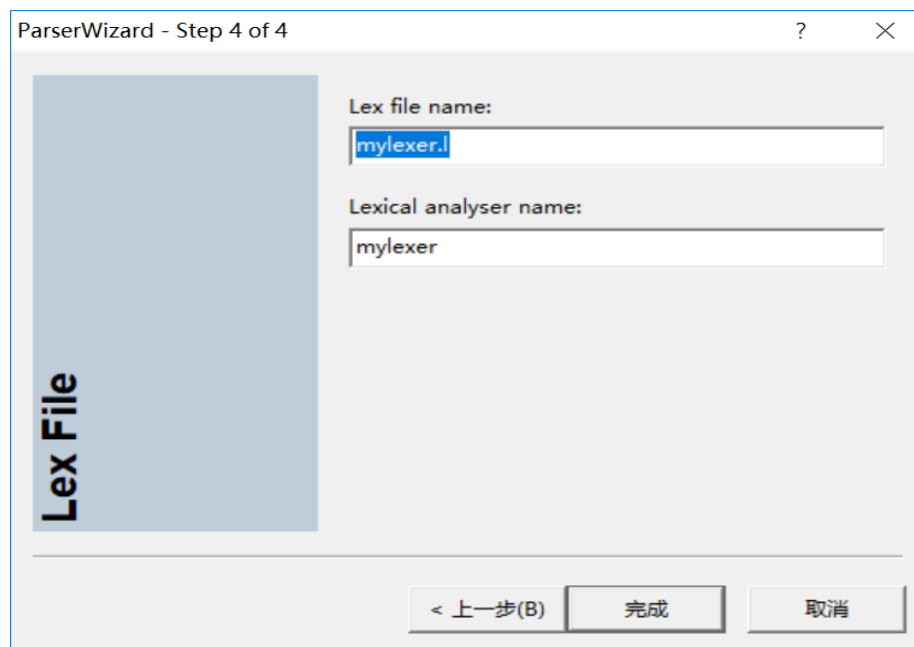 ParserWizard - Step 4 of 4
Lex file name:
mylexer.l
Lexical analyser name:
mylexer
Lex File
< 上一步(B)
完成
取消